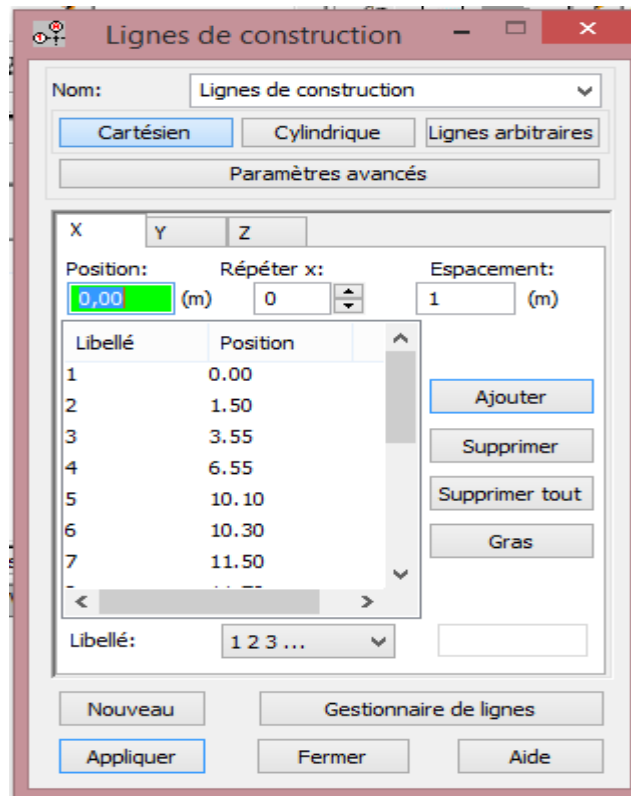 Lignes de construction
Nom: Lignes de construction
Cartésien Cylindrique Lignes arbitraires
Paramètres avancés
X Y Z
Position: Répéter x: Espacement:
0,00 (m) 0 1 (m)
Libellé Position
1 0.00
2 1.50
3 3.55
4 6.55
5 10.10
6 10.30
7 11.50
Ajouter
Supprimer
Supprimer tout
Gras
Libellé: 1 2 3 ...
Nouveau Gestionnaire de lignes
Appliquer Fermer Aide